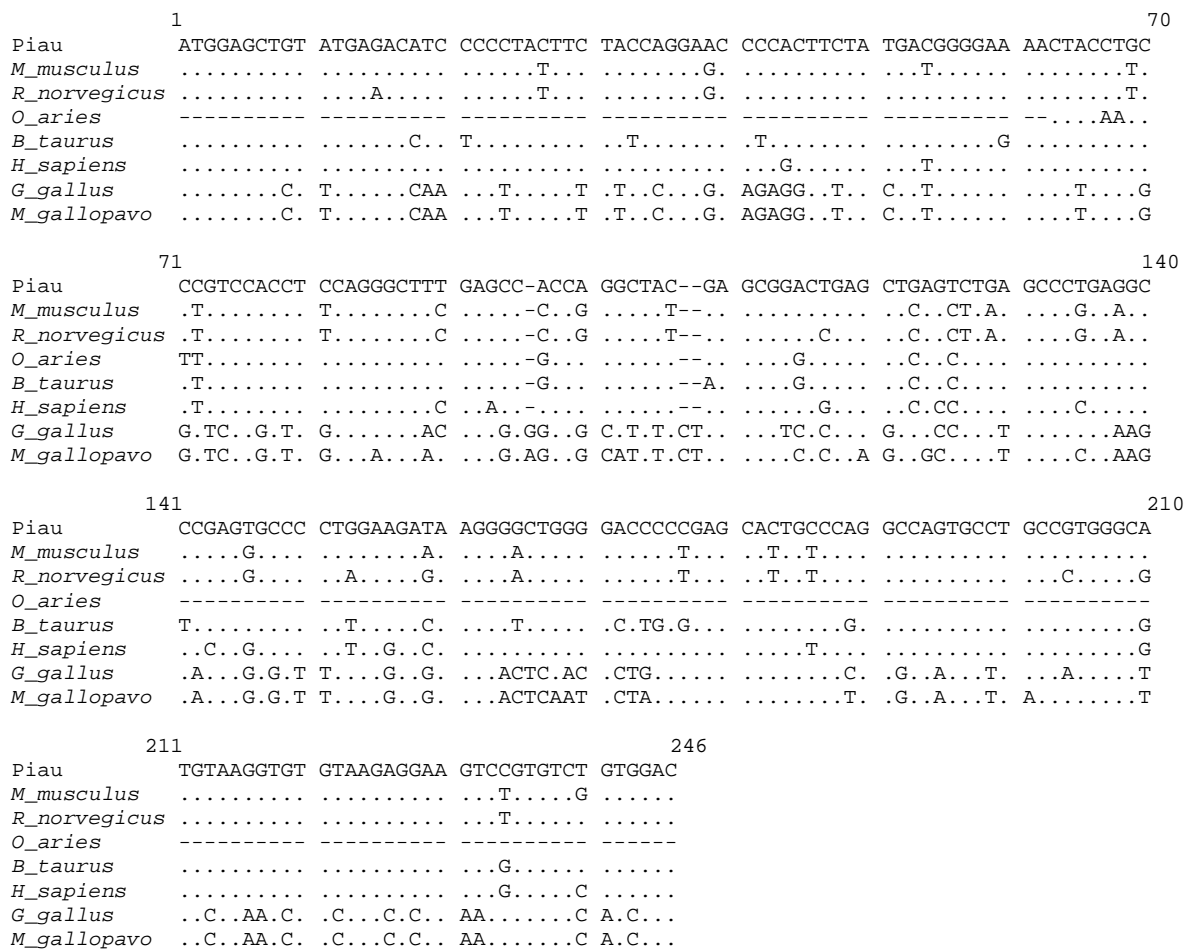 1 70
Piau ATGGAGCTGT ATGAGACATC CCCCTACTTC TACCAGGAAC CCCACTTCTA TGACGGGGAA AACTACCTGC
M_musculus .......... .......... .......T.. .........G. .......... ...T...... ........T.
R_norvegicus .......... ....A..... .......T.. .........G. .......... .......... ........T.
O_aries ---------- ---------- ---------- ---------- ---------- ---------- --....AA..
B_taurus .......... .......C.. T......... ..T....... .T........ .........G ..........
H_sapiens .......... .......... .......... .......... ...G...... ...T...... ..........
G_gallus ........C. T......CAA ...T.....T .T..C...G. AGAGG..T.. C..T...... ....T....G
M_gallopavo ........C. T......CAA ...T.....T .T..C...G. AGAGG..T.. C..T...... ....T....G
71 140
Piau CCGTCCACCT CCAGGGCTTT GAGCC-ACCA GGCTAC--GA GCGGACTGAG CTGAGTCTGA GCCCTGAGGC
M_musculus .T........ T........C .....-C..G .....T--.. .......... ..C..CT.A. ....G..A..
R_norvegicus .T........ T........C .....-C..G .....T--.. ......C... ..C..CT.A. ....G..A..
O_aries TT........ .......... .....-G... ......--.. ....G..... ..C..C.... ..........
B_taurus .T........ .......... .....-G... ......--A. ....G..... ..C..C.... ..........
H_sapiens .T........ .........C ..A..-.... ......--.. ......G... ..C.CC.... ....C.....
G_gallus G.TC..G.T. G.......AC ...G.GG..G C.T.T.CT.. ...TC.C... G...CC...T .......AAG
M_gallopavo G.TC..G.T. G...A...A. ...G.AG..G CAT.T.CT.. ....C.C..A G..GC....T ....C..AAG
141 210
Piau CCGAGTGCCC CTGGAAGATA AGGGGCTGGG GACCCCCGAG CACTGCCCAG GCCAGTGCCT GCCGTGGGCA
M_musculus .....G.... ........A. ....A..... .....T.... ..T..T.... .......... ..........
R_norvegicus .....G.... ..A.....G. ....A..... .....T.... ..T..T.... .......... ...C.....G
O_aries ---------- ---------- ---------- ---------- ---------- ---------- ----------
B_taurus T......... ..T.....C. ....T..... .C.TG.G... ........G. .......... .........G
H_sapiens ..C..G.... ..T..G..C. .......... .......... .....T.... .......... .........G
G_gallus .A...G.G.T T....G..G. ...ACTC.AC .CTG...... ........C. .G..A...T. ...A.....T
M_gallopavo .A...G.G.T T....G..G. ...ACTCAAT .CTA...... ........T. .G..A...T. A........T
211 246
Piau TGTAAGGTGT GTAAGAGGAA GTCCGTGTCT GTGGAC
M_musculus .......... .......... ...T.....G ......
R_norvegicus .......... .......... ...T...... ......
O_aries ---------- ---------- ---------- ------
B_taurus .......... .......... ...G...... ......
H_sapiens .......... .......... ...G.....C ......
G_gallus ..C..AA.C. .C...C.C.. AA.......C A.C...
M_gallopavo ..C..AA.C. .C...C.C.. AA.......C A.C...